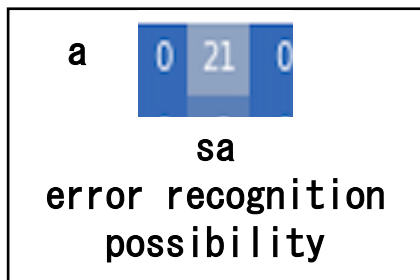 a 0 21 0
sa
error recognition
possibility